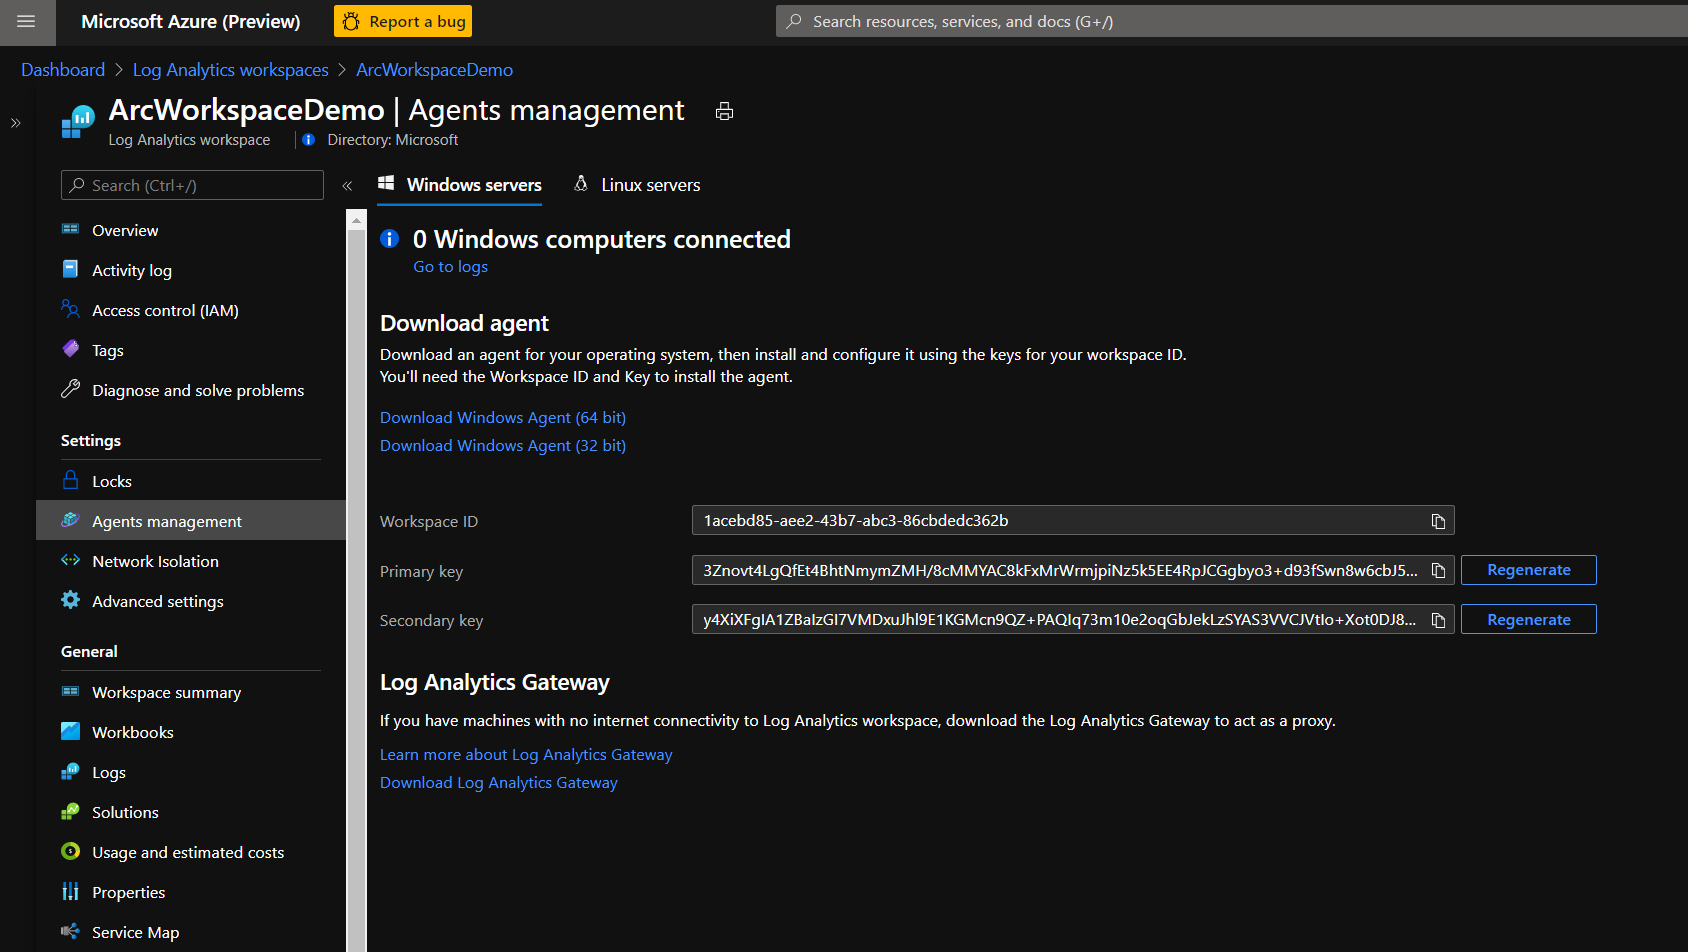 Microsoft Azure (Preview)
Report a bug
Search resources, services, and docs (G+/)
Dashboard > Log Analytics workspaces > ArcWorkspaceDemo
ArcWorkspaceDemo | Agents management
Log Analytics workspace
Directory: Microsoft
Search (Ctrl+/)
Overview
Activity log
Access control (IAM)
Tags
Diagnose and solve problems
Settings
Locks
Agents management
Network Isolation
Advanced settings
General
Workspace summary
Workbooks
Logs
Solutions
Usage and estimated costs
Properties
Service Map
Windows servers
Linux servers
0 Windows computers connected
Go to logs
Download agent
Download an agent for your operating system, then install and configure it using the keys for your workspace ID.
You'll need the Workspace ID and Key to install the agent.
Download Windows Agent (64 bit)
Download Windows Agent (32 bit)
Workspace ID
1acebd85-aee2-43b7-abc3-86cbdedc362b
Primary key
3Znovt4LgQfEt4BhtNmymZMH/8cMMYAC8kFxMrWrmjpiNz5k5EE4RpJCGgbyo3+d93fSwn8w6cbJ5...
Regenerate
Secondary key
y4XiXFgIA1ZBaIzGI7VMDxuJhl9E1KGMcn9QZ+PAQIq73m10e2oqGbJekLzSYAS3VVCJVtIo+Xot0DJ8...
Regenerate
Log Analytics Gateway
If you have machines with no internet connectivity to Log Analytics workspace, download the Log Analytics Gateway to act as a proxy.
Learn more about Log Analytics Gateway
Download Log Analytics Gateway